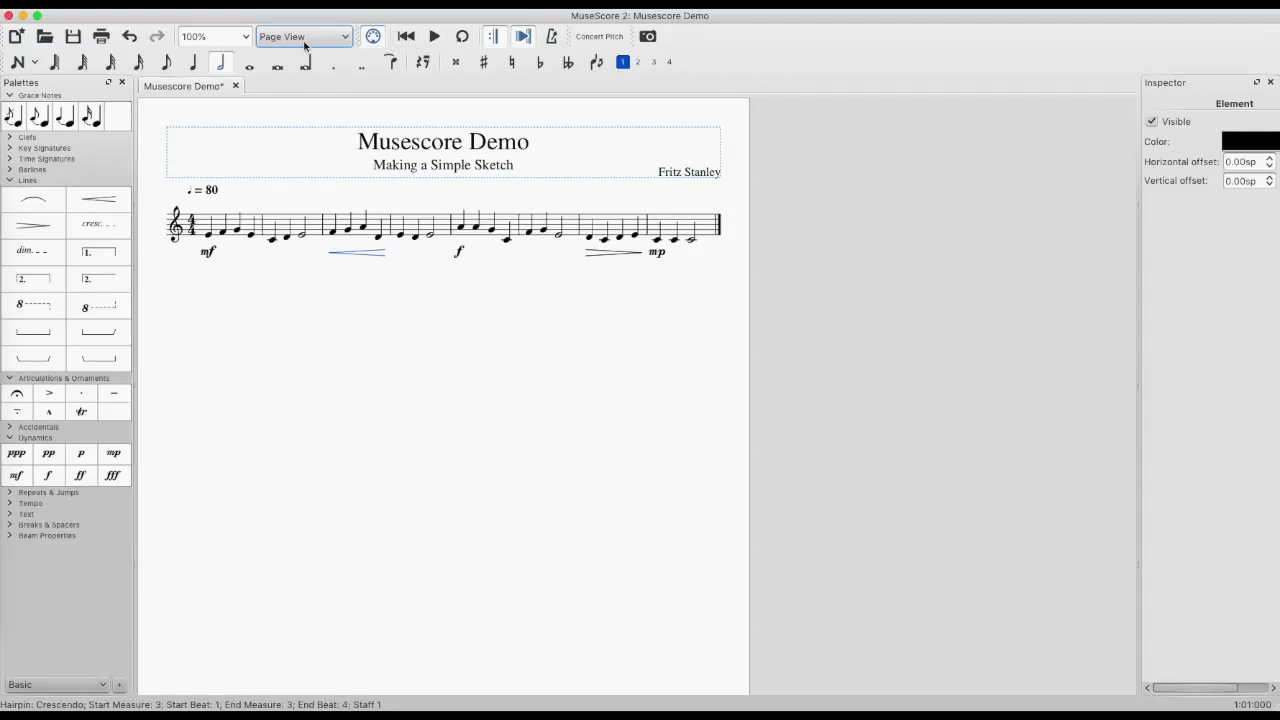 MuseScore 2: Musescore Demo
100%
Page View
Concert Pitch
1 2 3 4
Palettes
Musescore Demo*
Inspector
Grace Notes
Element
Visible
Clefs
Color:
Key Signatures
Time Signatures
Horizontal offset: 0.00sp
Barlines
Vertical offset: 0.00sp
Lines
Musescore Demo
Making a Simple Sketch
Fritz Stanley
= 80
4
4
mf
f
mp
cresc.
dim.
1.
2.
2.
8
8
Articulations & Ornaments
tr
Accidentals
Dynamics
ppp pp p mp
mf f ff fff
Repeats & Jumps
Tempo
Text
Breaks & Spacers
Beam Properties
Basic
+
Hairpin: Crescendo; Start Measure: 3; Start Beat: 1; End Measure: 3; End Beat: 4; Staff 1
1:01:000